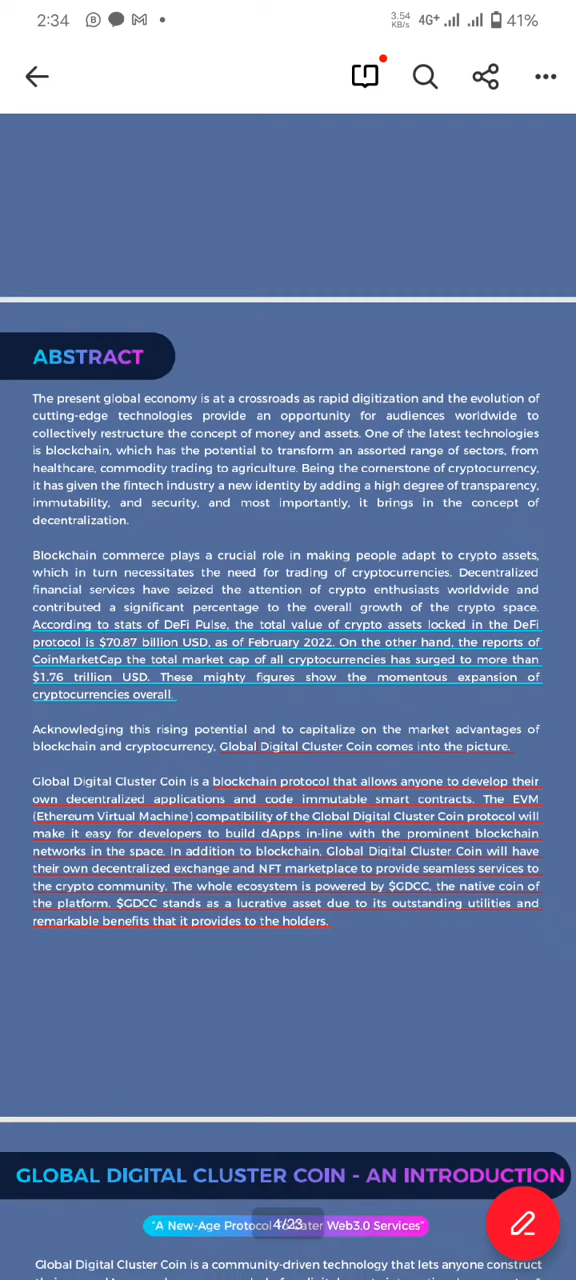 2:34
3.54
KB/s
4G+
41%
ABSTRACT
The present global economy is at a crossroads as rapid digitization and the evolution of
cutting-edge technologies provide an opportunity for audiences worldwide to
collectively restructure the concept of money and assets. One of the latest technologies
is blockchain, which has the potential to transform an assorted range of sectors, from
healthcare, commodity trading to agriculture. Being the cornerstone of cryptocurrency,
it has given the fintech industry a new identity by adding a high degree of transparency,
immutability, and security, and most importantly, it brings in the concept of
decentralization.
Blockchain commerce plays a crucial role in making people adapt to crypto assets,
which in turn necessitates the need for trading of cryptocurrencies. Decentralized
financial services have seized the attention of crypto enthusiasts worldwide and
contributed a significant percentage to the overall growth of the crypto space.
According to stats of DeFi Pulse, the total value of crypto assets locked in the DeFi
protocol is $70.87 billion USD, as of February 2022. On the other hand, the reports of
CoinMarketCap the total market cap of all cryptocurrencies has surged to more than
$1.76 trillion USD. These mighty figures show the momentous expansion of
cryptocurrencies overall.
Acknowledging this rising potential and to capitalize on the market advantages of
blockchain and cryptocurrency, Global Digital Cluster Coin comes into the picture.
Global Digital Cluster Coin is a blockchain protocol that allows anyone to develop their
own decentralized applications and code immutable smart contracts. The EVM
(Ethereum Virtual Machine) compatibility of the Global Digital Cluster Coin protocol will
make it easy for developers to build dApps in-line with the prominent blockchain
networks in the space. In addition to blockchain, Global Digital Cluster Coin will have
their own decentralized exchange and NFT marketplace to provide seamless services to
the crypto community. The whole ecosystem is powered by $GDCC, the native coin of
the platform. $GDCC stands as a lucrative asset due to its outstanding utilities and
remarkable benefits that it provides to the holders.
GLOBAL DIGITAL CLUSTER COIN - AN INTRODUCTION
"A New-Age Protocol Cater Web3.0 Services"
4/23
Global Digital Cluster Coin is a community-driven technology that lets anyone construct